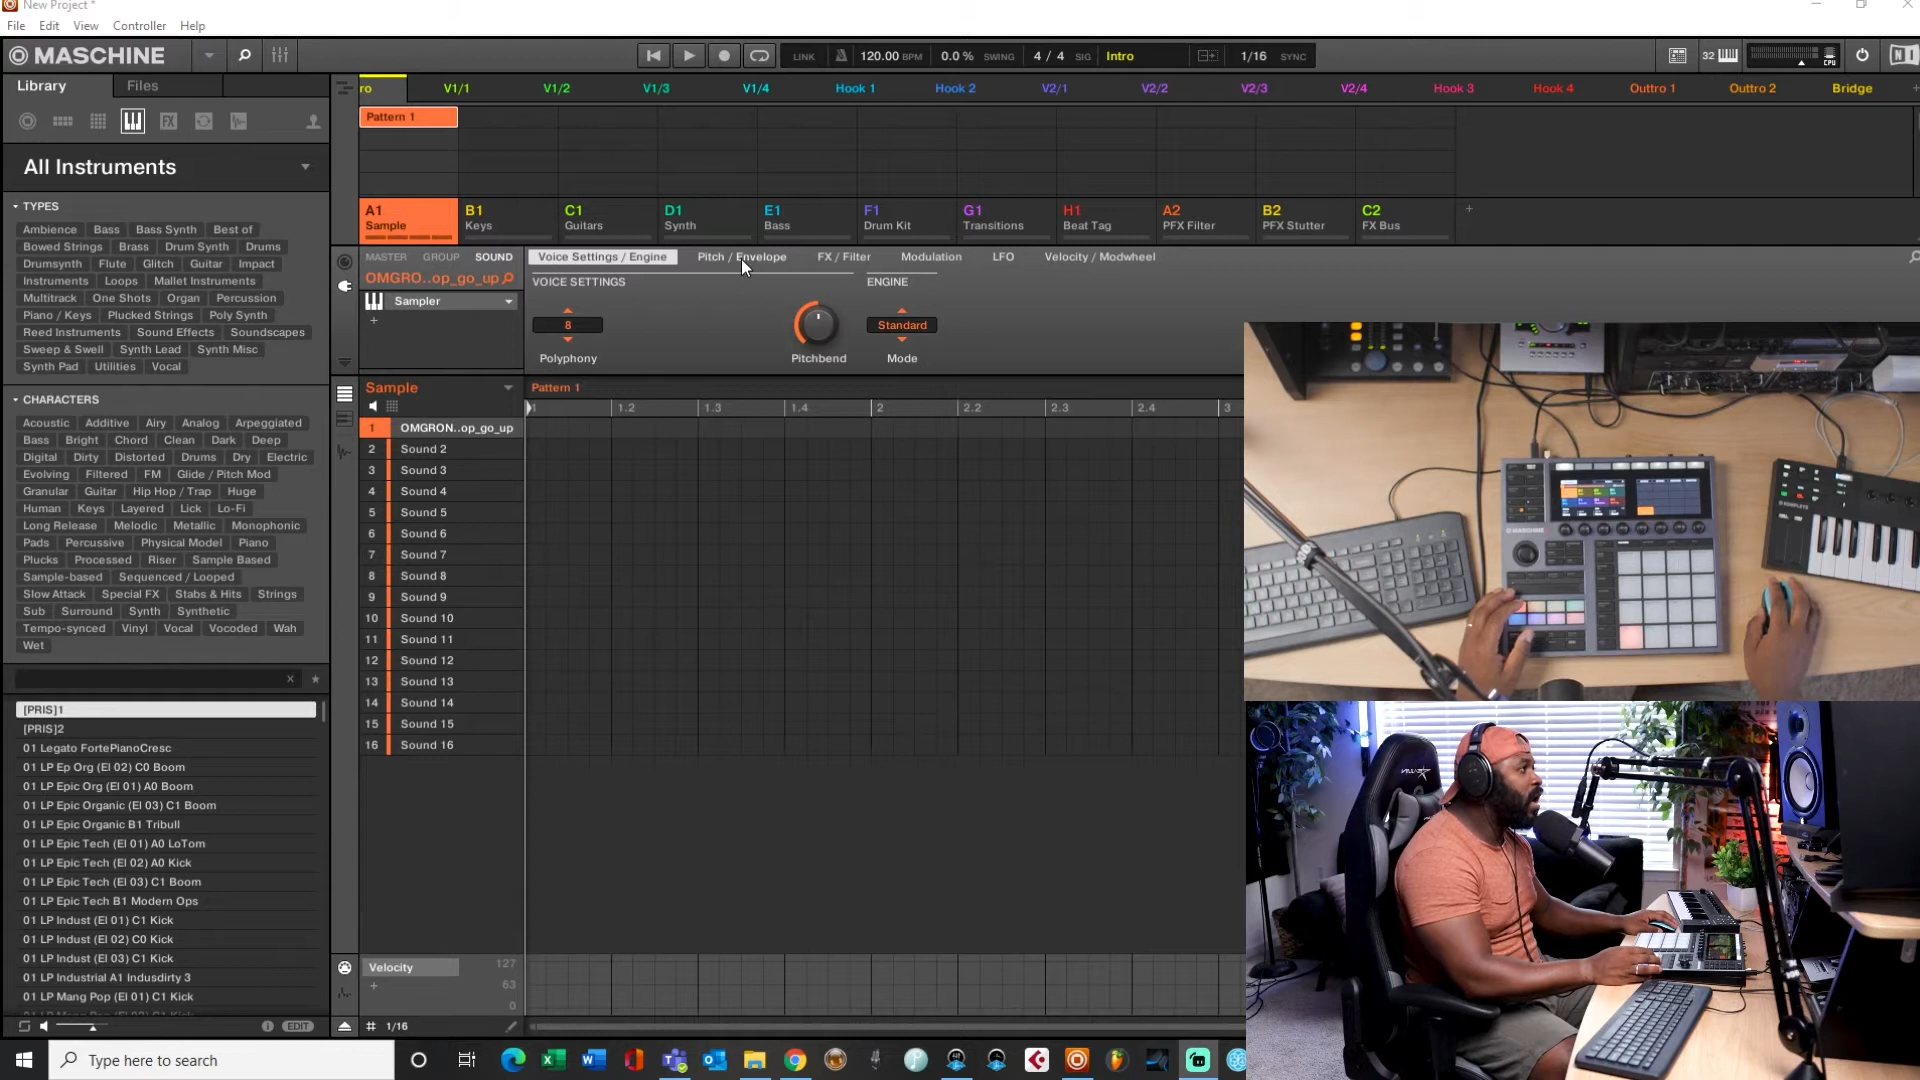 New Project *
File Edit View Controller Help
MASCHINE
LINK 120.00 BPM 0.0 % SWING 4 / 4 SIG Intro 1/16 SYNC
32
CPU
NI
Library Files
ro V1/1 V1/2 V1/3 V1/4 Hook 1 Hook 2 V2/1 V2/2 V2/3 V2/4 Hook 3 Hook 4 Outtro 1 Outtro 2 Bridge
Pattern 1
FX
All Instruments
A1 B1 C1 D1 E1 F1 G1 H1 A2 B2 C2
Sample Keys Guitars Synth Bass Drum Kit Transitions Beat Tag PFX Filter PFX Stutter FX Bus
TYPES
Ambience Bass Bass Synth Best of
Bowed Strings Brass Drum Synth Drums
Drumsynth Flute Glitch Guitar Impact
Instruments Loops Mallet Instruments
Multitrack One Shots Organ Percussion
Piano / Keys Plucked Strings Poly Synth
Reed Instruments Sound Effects Soundscapes
Sweep & Swell Synth Lead Synth Misc
Synth Pad Utilities Vocal
MASTER GROUP SOUND
OMGRO..op_go_up
Sampler
Voice Settings / Engine Pitch / Envelope FX / Filter Modulation LFO Velocity / Modwheel
VOICE SETTINGS ENGINE
8 Standard
Polyphony Pitchbend Mode
CHARACTERS
Acoustic Additive Airy Analog Arpeggiated
Bass Bright Chord Clean Dark Deep
Digital Dirty Distorted Drums Dry Electric
Evolving Filtered FM Glide / Pitch Mod
Granular Guitar Hip Hop / Trap Huge
Human Keys Layered Lick Lo-Fi
Long Release Melodic Metallic Monophonic
Pads Percussive Physical Model Piano
Plucks Processed Riser Sample Based
Sample-based Sequenced / Looped
Slow Attack Special FX Stabs & Hits Strings
Sub Surround Synth Synthetic
Tempo-synced Vinyl Vocal Vocoded Wah
Wet
Sample Pattern 1
1 1.2 1.3 1.4 2 2.2 2.3 2.4 3
1 OMGRON..op_go_up
2 Sound 2
3 Sound 3
4 Sound 4
5 Sound 5
6 Sound 6
7 Sound 7
8 Sound 8
9 Sound 9
10 Sound 10
11 Sound 11
12 Sound 12
13 Sound 13
14 Sound 14
15 Sound 15
16 Sound 16
[PRIS]1
[PRIS]2
01 Legato FortePianoCresc
01 LP Ep Org (El 02) C0 Boom
01 LP Epic Org (El 01) A0 Boom
01 LP Epic Organic (El 03) C1 Boom
01 LP Epic Organic B1 Tribull
01 LP Epic Tech (El 01) A0 LoTom
01 LP Epic Tech (El 02) A0 Kick
01 LP Epic Tech (El 03) C1 Boom
01 LP Epic Tech B1 Modern Ops
01 LP Indust (El 01) C1 Kick
01 LP Indust (El 02) C0 Kick
01 LP Indust (El 03) C1 Kick
01 LP Industrial A1 Indusdirty 3
01 LP Mang Pop (El 01) C1 Kick
EDIT
Velocity 127
63
0
1/16
MASCHINE
Type here to search